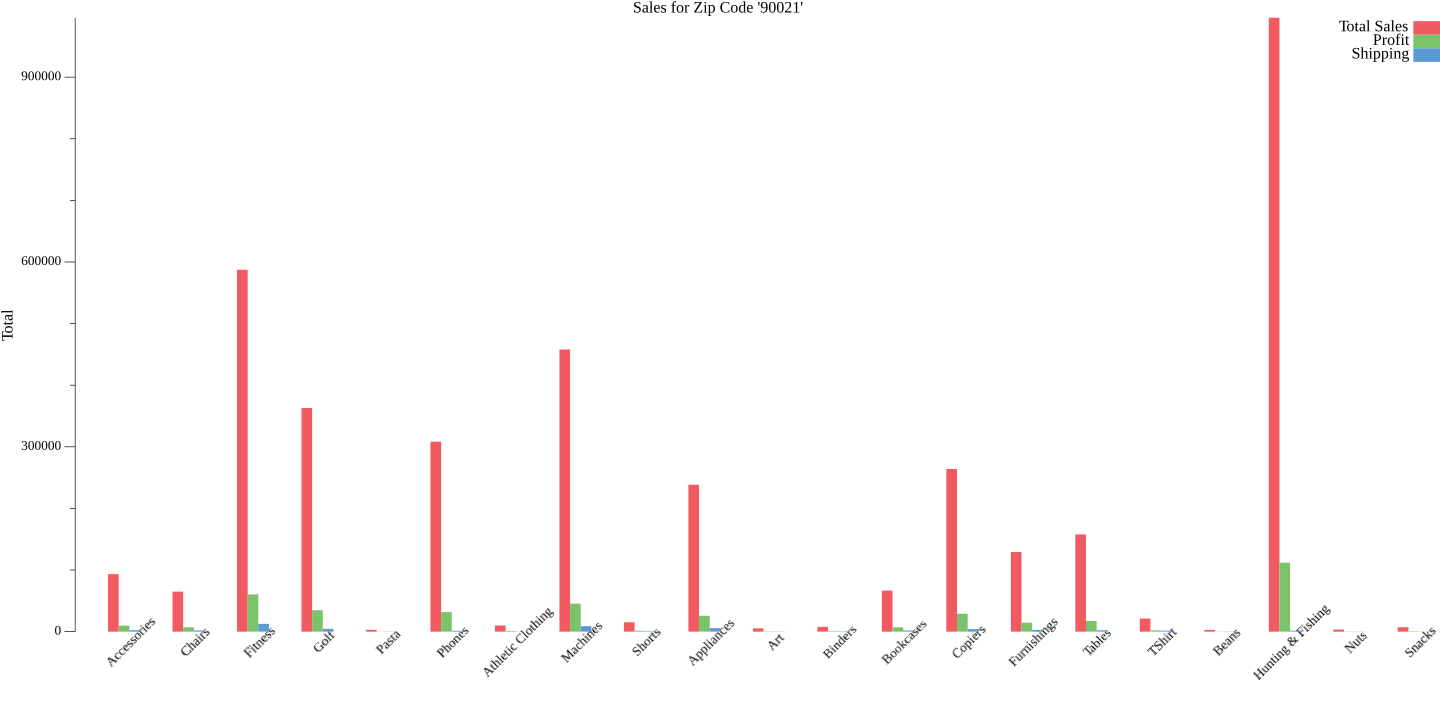 Sales for Zip Code '90021'
Total Sales
Profit
Shipping
900000
600000
300000
0
Total
Accessories
Chairs
Fitness
Golf
Pasta
Phones
Athletic Clothing
Machines
Shorts
Appliances
Art
Binders
Bookcases
Copiers
Furnishings
Tables
TShirt
Beans
Hunting & Fishing
Nuts
Snacks